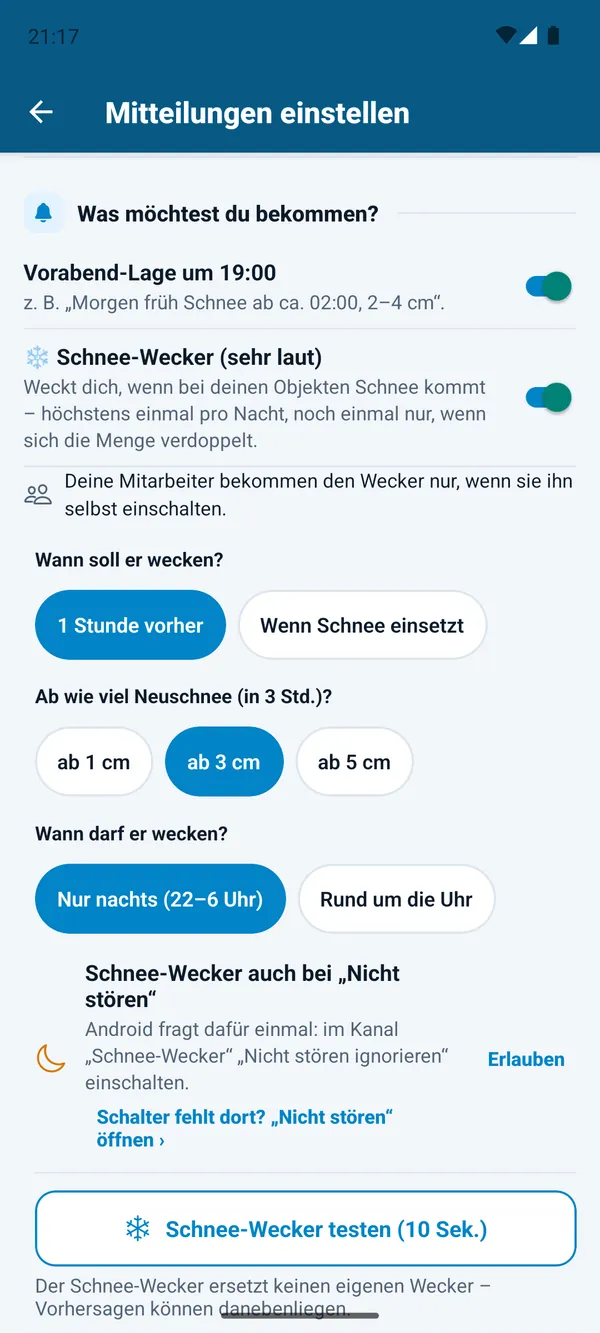 21:17
Mitteilungen einstellen
Was möchtest du bekommen?
Vorabend-Lage um 19:00
z. B. „Morgen früh Schnee ab ca. 02:00, 2–4 cm“.
Schnee-Wecker (sehr laut)
Weckt dich, wenn bei deinen Objekten Schnee kommt
– höchstens einmal pro Nacht, noch einmal nur, wenn
sich die Menge verdoppelt.
Deine Mitarbeiter bekommen den Wecker nur, wenn sie ihn
selbst einschalten.
Wann soll er wecken?
1 Stunde vorher
Wenn Schnee einsetzt
Ab wie viel Neuschnee (in 3 Std.)?
ab 1 cm
ab 3 cm
ab 5 cm
Wann darf er wecken?
Nur nachts (22–6 Uhr)
Rund um die Uhr
Schnee-Wecker auch bei „Nicht
stören“
Android fragt dafür einmal: im Kanal
„Schnee-Wecker“ „Nicht stören ignorieren“
einschalten.
Erlauben
Schalter fehlt dort? „Nicht stören“
öffnen ›
Schnee-Wecker testen (10 Sek.)
Der Schnee-Wecker ersetzt keinen eigenen Wecker –
Vorhersagen können danebenliegen.